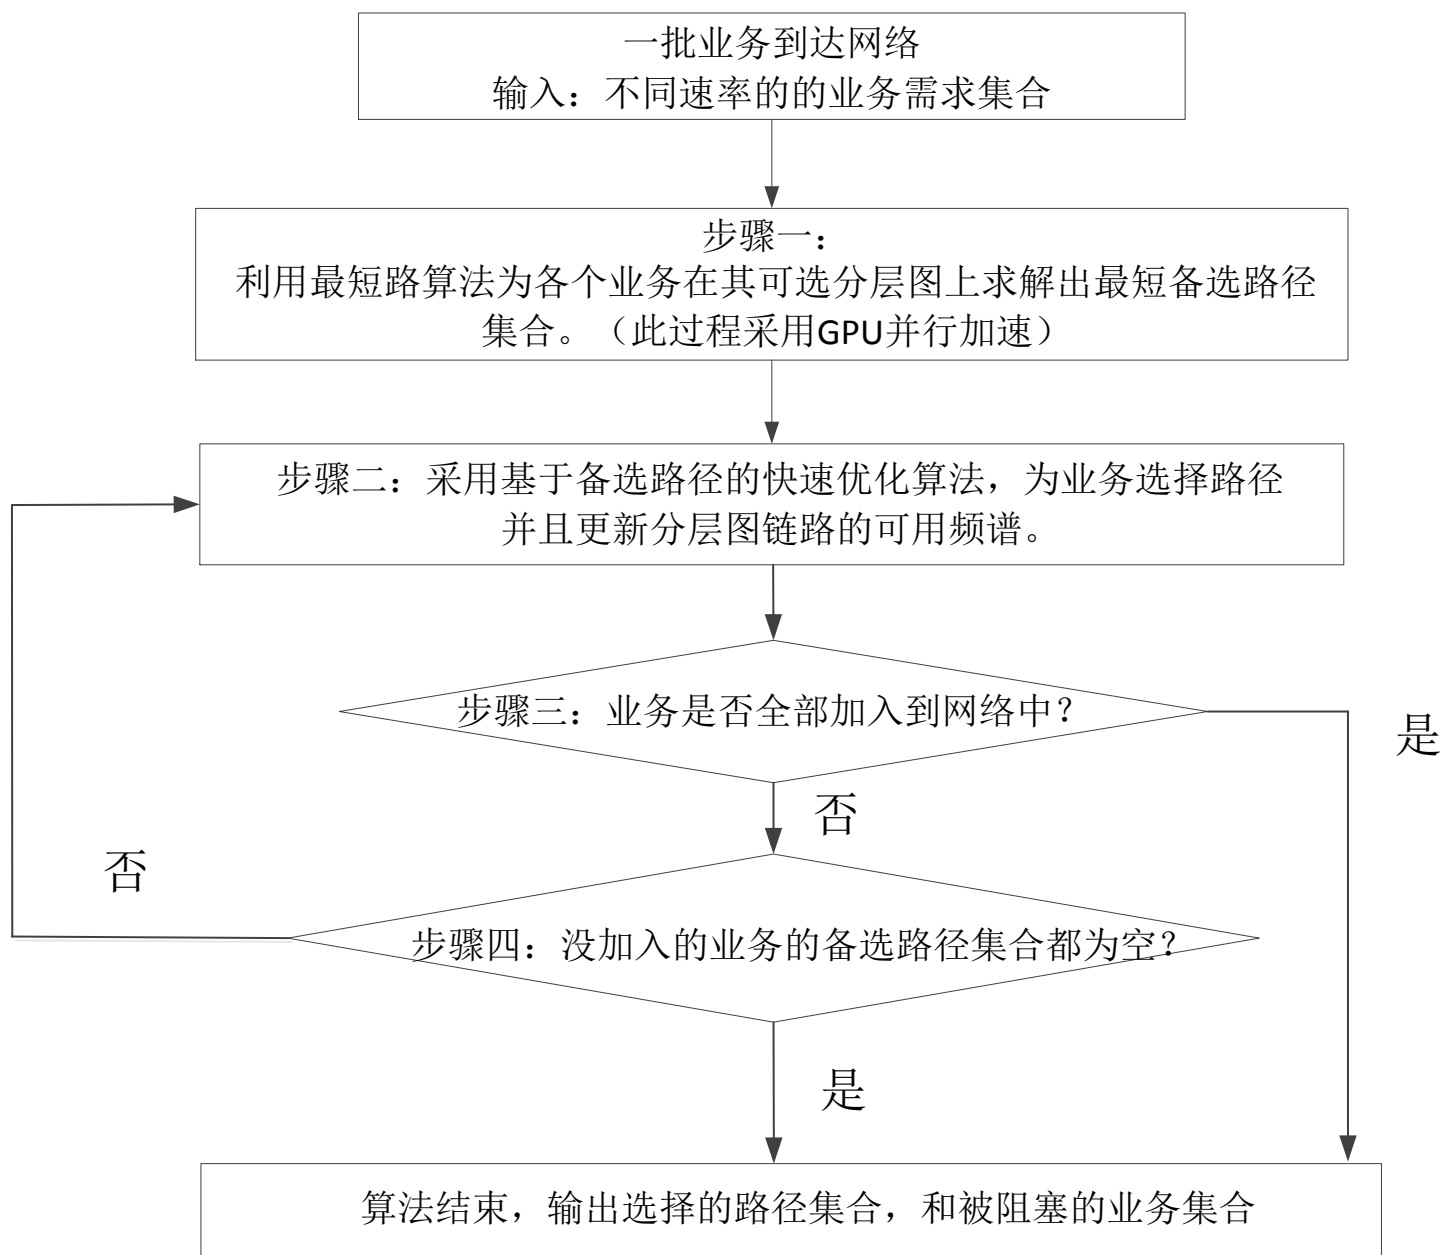 一批业务到达网络
输入：不同速率的的业务需求集合
步骤一：
利用最短路算法为各个业务在其可选分层图上求解出最短备选路径
集合。（此过程采用GPU并行加速）
步骤二：采用基于备选路径的快速优化算法，为业务选择路径
并且更新分层图链路的可用频谱。
步骤三：业务是否全部加入到网络中？
是
否
否
步骤四：没加入的业务的备选路径集合都为空？
是
算法结束，输出选择的路径集合，和被阻塞的业务集合